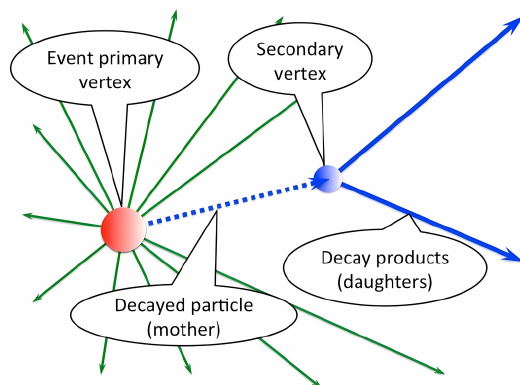 Event primary
vertex
Secondary
vertex
Decay products
(daughters)
Decayed particle
(mother)